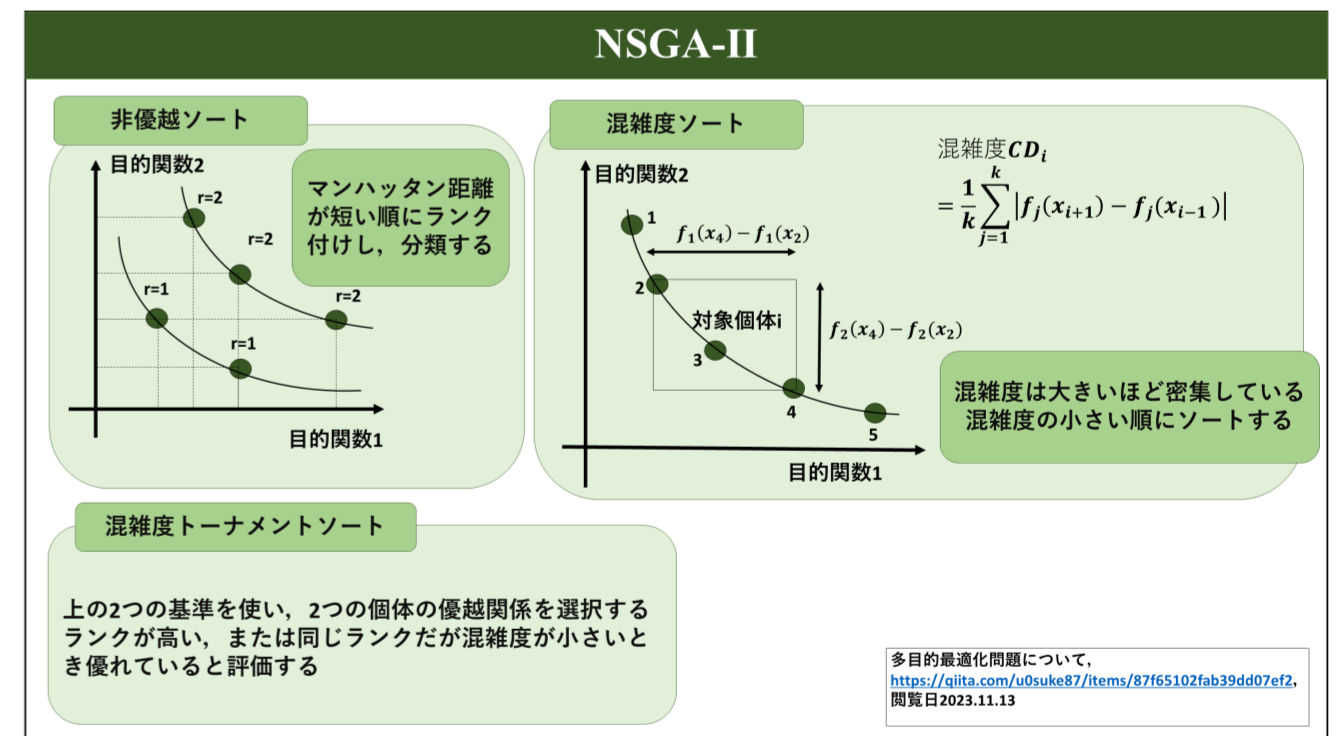 NSGA-II
非優越ソート
目的関数2
r=2
r=2
r=2
r=1
r=1
目的関数1
マンハッタン距離
が短い順にランク
付けし，分類する
混雑度ソート
目的関数2
1
f₁(x₄) − f₁(x₂)
2
対象個体i
f₂(x₄) − f₂(x₂)
3
4
5
目的関数1
混雑度CDᵢ
= 1/k ∑_{j=1}^{k} |fⱼ(xᵢ₊₁) − fⱼ(xᵢ₋₁)|
混雑度は大きいほど密集している
混雑度の小さい順にソートする
混雑度トーナメントソート
上の2つの基準を使い，2つの個体の優越関係を選択する
ランクが高い，または同じランクだが混雑度が小さいと
き優れていると評価する
多目的最適化問題について，
https://qiita.com/u0suke87/items/87f65102fab39dd07ef2,
閲覧日2023.11.13